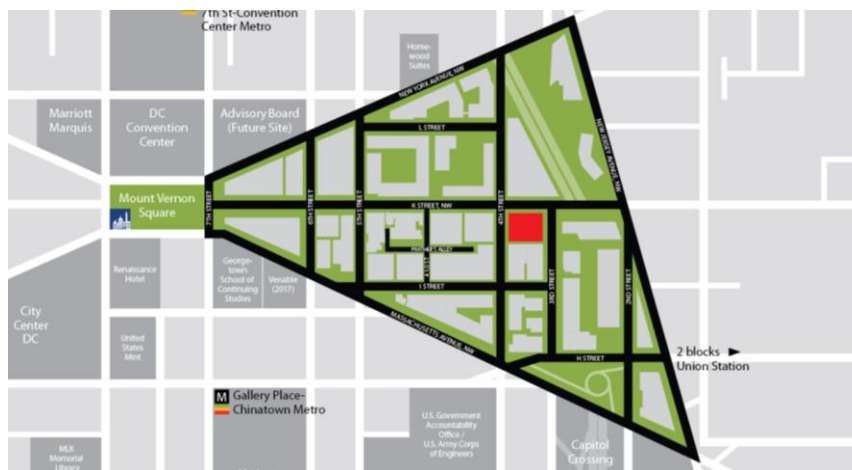 7th St-Convention
Center Metro
Home-
wood
Suites
Marriott
Marquis
DC
Convention
Center
Advisory Board
(Future Site)
NEW YORK AVENUE, NW
L STREET
NEW JERSEY AVENUE, NW
Mount Vernon
Square
7TH STREET
6TH STREET
5TH STREET
K STREET, NW
4TH STREET
PRATHER'S ALLEY
4 STREET
I STREET
3RD STREET
2ND STREET
Renaissance
Hotel
George-
town
School of
Continuing
Studies
Venable
(2017)
City
Center
DC
United
States
Mint
MASSACHUSETTS AVENUE, NW
H STREET
2 blocks
Union Station
M Gallery Place-
Chinatown Metro
U.S. Government
Accountability
Office /
U.S. Army Corps
of Engineers
Capitol
Crossing
MLK
Memorial
Library